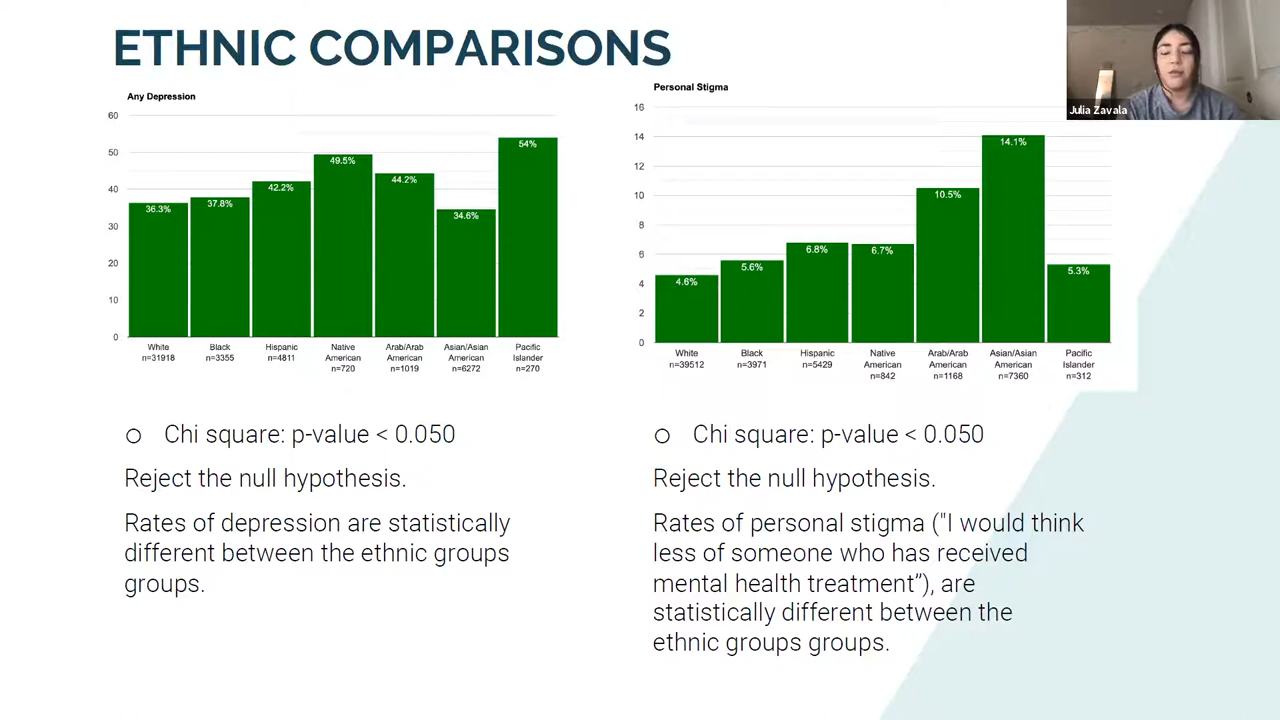 ETHNIC COMPARISONS
Julia Zavala
Any Depression
60
50
40
30
20
10
0
36.3%
37.8%
42.2%
49.5%
44.2%
34.6%
54%
White
n=31918
Black
n=3355
Hispanic
n=4811
Native
American
n=720
Arab/Arab
American
n=1019
Asian/Asian
American
n=6272
Pacific
Islander
n=270
Chi square: p-value < 0.050
Reject the null hypothesis.
Rates of depression are statistically
different between the ethnic groups
groups.
Personal Stigma
16
14
12
10
8
6
4
2
0
4.6%
5.6%
6.8%
6.7%
10.5%
14.1%
5.3%
White
n=39512
Black
n=3971
Hispanic
n=5429
Native
American
n=842
Arab/Arab
American
n=1168
Asian/Asian
American
n=7360
Pacific
Islander
n=312
Chi square: p-value < 0.050
Reject the null hypothesis.
Rates of personal stigma ("I would think
less of someone who has received
mental health treatment”), are
statistically different between the
ethnic groups groups.